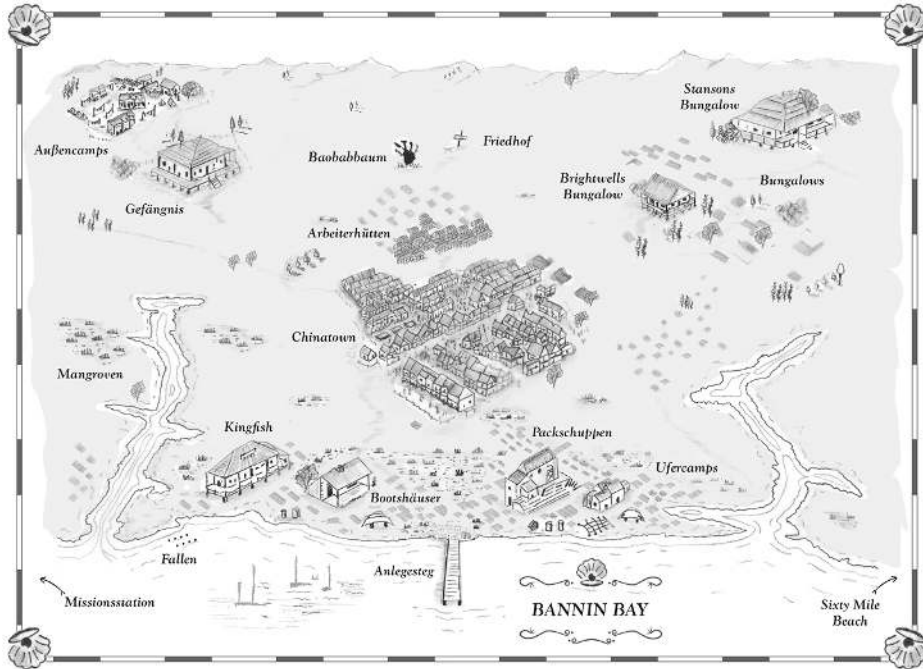 Stansons
Bungalow
Außencamps
Baobabbaum
Friedhof
Brightwells
Bungalow
Bungalows
Gefängnis
Arbeiterhütten
Chinatown
Mangroven
Kingfish
Packschuppen
Ufercamps
Bootshäuser
Fallen
Anlegesteg
Missionsstation
BANNIN BAY
Sixty Mile
Beach